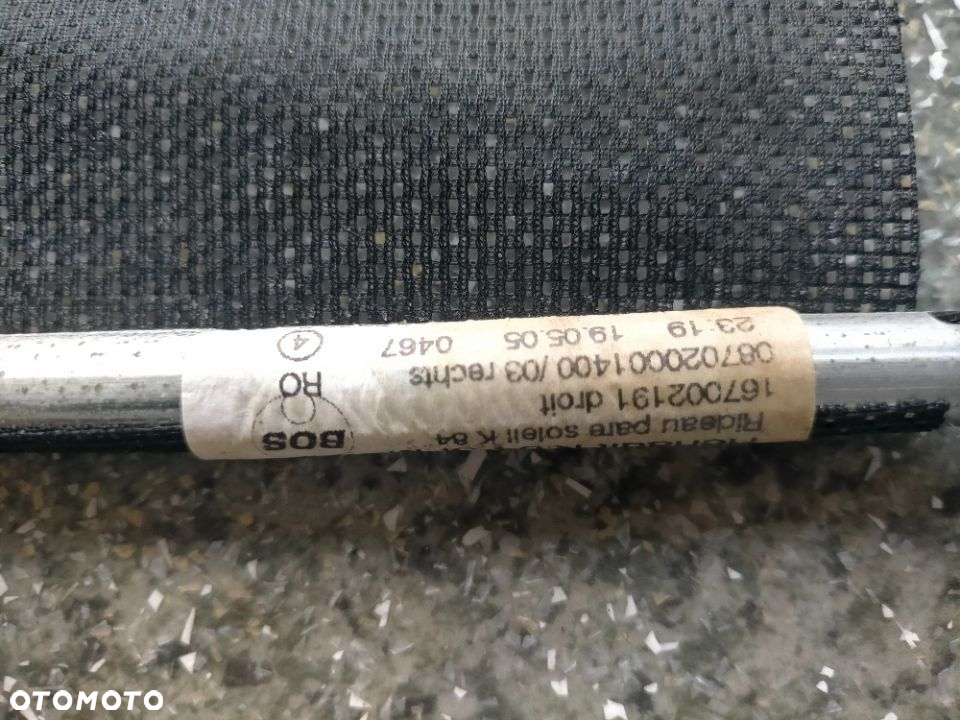 Rideau pare soleil K 84
167002191 droit
087020001400 /03 rechts
19.05.05 0467
23:19
BOS
RO
4
OTOMOTO